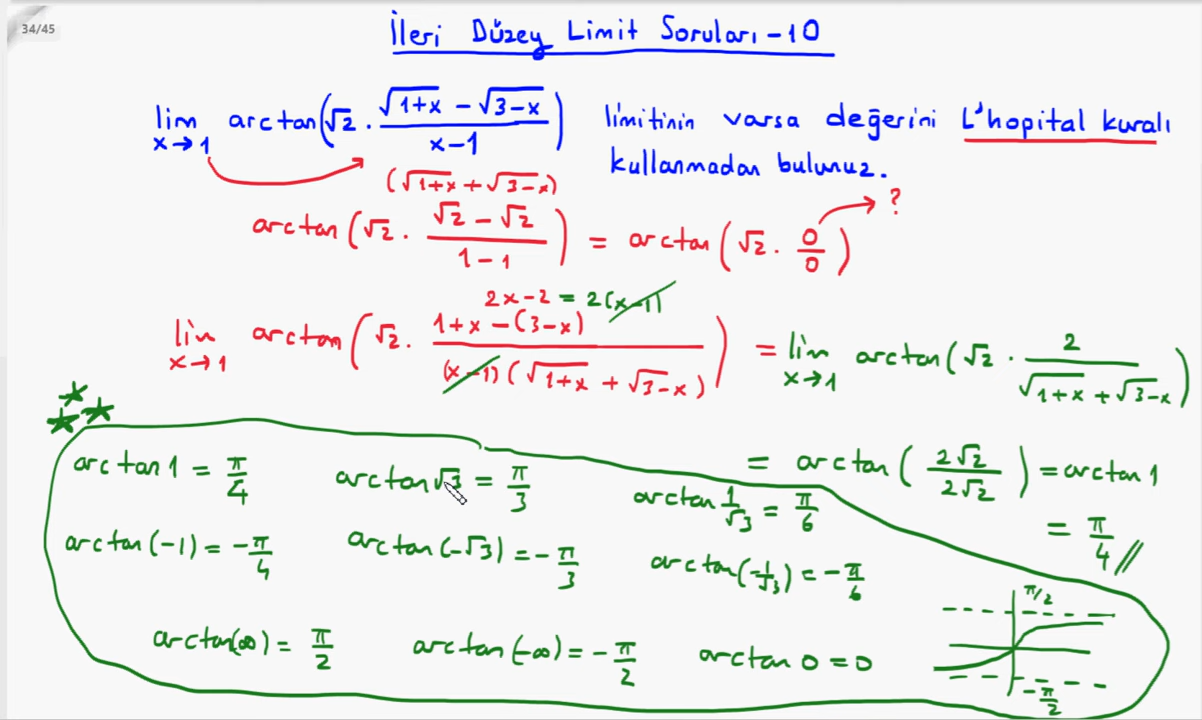 34/45
İleri Düzey Limit Soruları -10
lim x→1 arctan(√2 · (√(1+x) − √(3−x))/(x−1)) limitinin varsa değerini L'hopital kuralı
kullanmadan bulunuz.
(√(1+x) + √(3−x))
arctan(√2 · (√2 − √2)/(1−1)) = arctan(√2 · 0/0) ?
2x−2 = 2(x−1)
lim x→1 arctan(√2 · (1+x −(3−x))/((x−1)(√(1+x) + √(3−x)))) = lim x→1 arctan(√2 · 2/(√(1+x) + √(3−x)))
= arctan(2√2/2√2) = arctan 1
= π/4 //
arctan 1 = π/4 arctan √3 = π/3 arctan 1/√3 = π/6
arctan(−1) = −π/4 arctan(−√3) = −π/3 arctan(−1/√3) = −π/6
arctan(∞) = π/2 arctan(−∞) = −π/2 arctan 0 = 0
π/2
−π/2